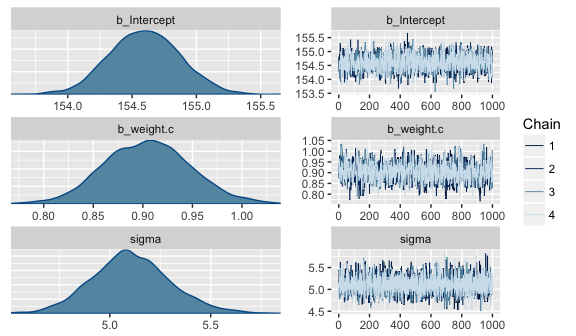 b_Intercept
154.0 154.5 155.0 155.5
b_weight.c
0.80 0.85 0.90 0.95 1.00
sigma
5.0 5.5
b_Intercept
155.5
155.0
154.5
154.0
153.5
0 200 400 600 800 1000
b_weight.c
1.05
1.00
0.95
0.90
0.85
0.80
0 200 400 600 800 1000
sigma
5.5
5.0
4.5
0 200 400 600 800 1000
Chain
1
2
3
4